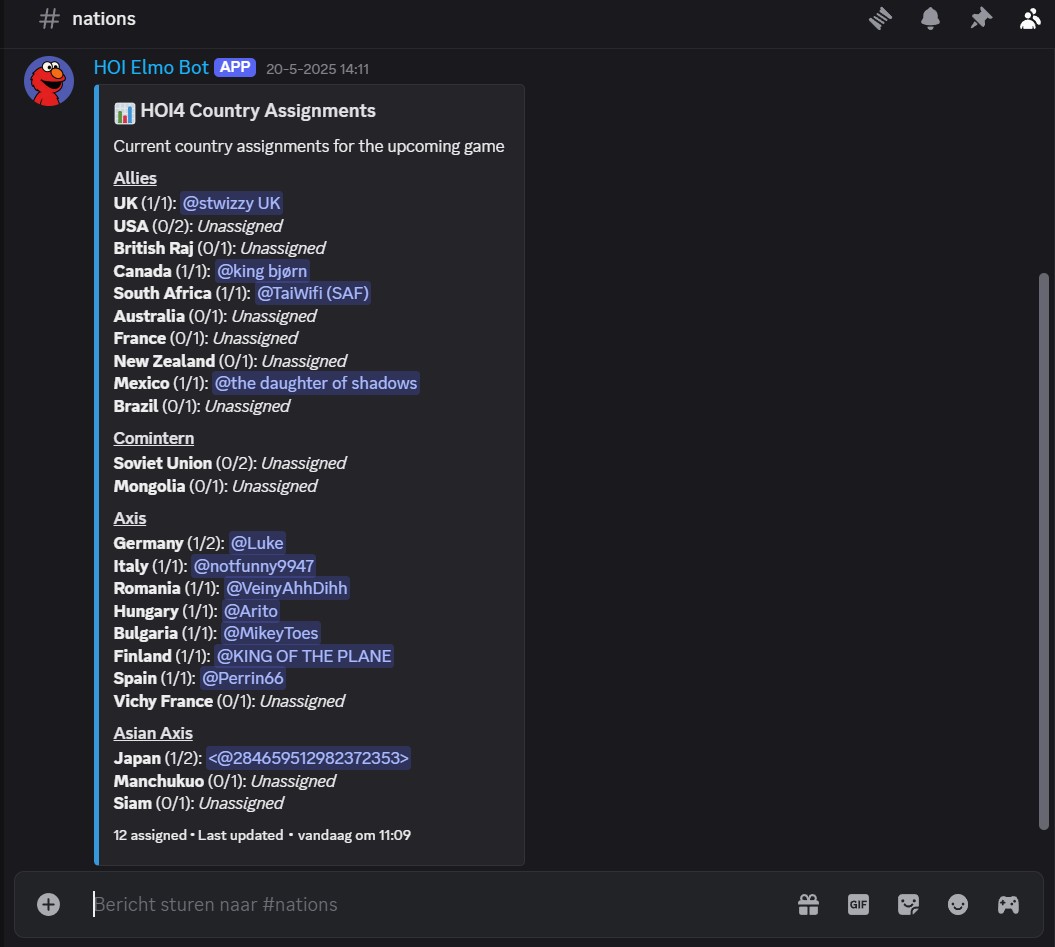 # nations
HOI Elmo Bot APP 20-5-2025 14:11
HOI4 Country Assignments
Current country assignments for the upcoming game
Allies
UK (1/1): @stwizzy UK
USA (0/2): Unassigned
British Raj (0/1): Unassigned
Canada (1/1): @king bjørn
South Africa (1/1): @TaiWifi (SAF)
Australia (0/1): Unassigned
France (0/1): Unassigned
New Zealand (0/1): Unassigned
Mexico (1/1): @the daughter of shadows
Brazil (0/1): Unassigned
Comintern
Soviet Union (0/2): Unassigned
Mongolia (0/1): Unassigned
Axis
Germany (1/2): @Luke
Italy (1/1): @notfunny9947
Romania (1/1): @VeinyAhhDihh
Hungary (1/1): @Arito
Bulgaria (1/1): @MikeyToes
Finland (1/1): @KING OF THE PLANE
Spain (1/1): @Perrin66
Vichy France (0/1): Unassigned
Asian Axis
Japan (1/2): <@284659512982372353>
Manchukuo (0/1): Unassigned
Siam (0/1): Unassigned
12 assigned • Last updated • vandaag om 11:09
Bericht sturen naar #nations
GIF